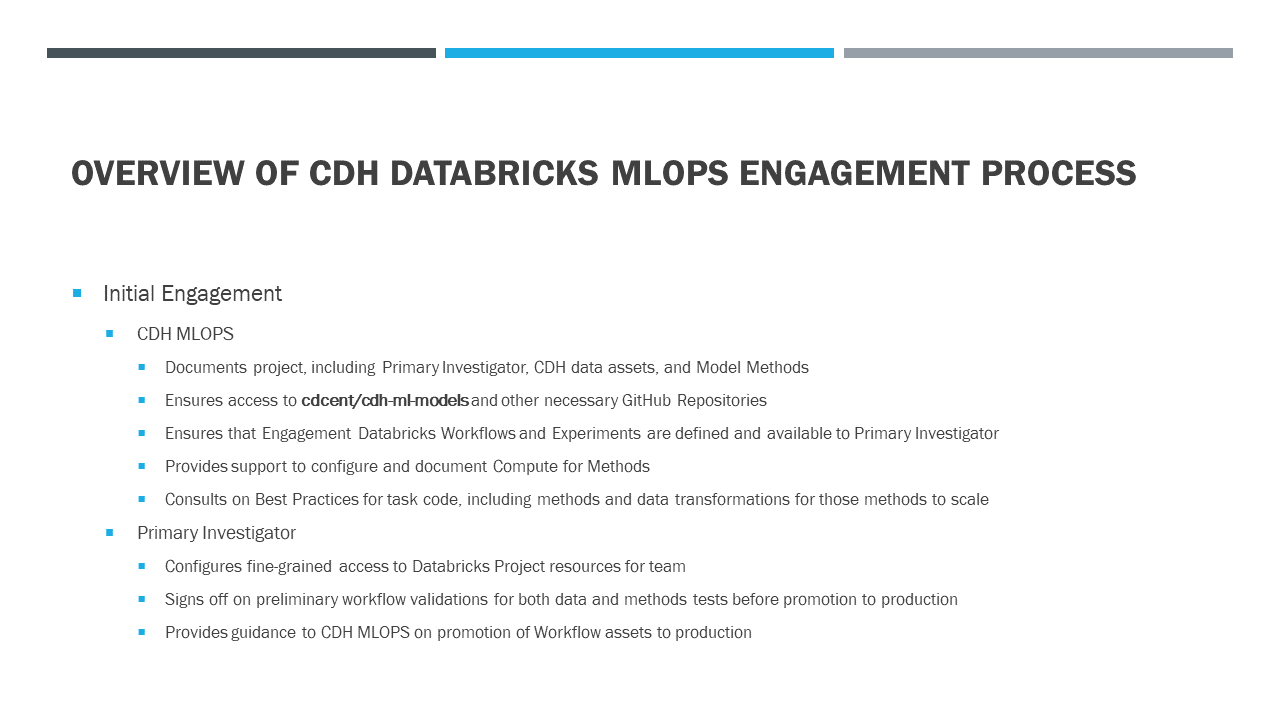 OVERVIEW OF CDH DATABRICKS MLOPS ENGAGEMENT PROCESS
Initial Engagement
CDH MLOPS
Documents project, including Primary Investigator, CDH data assets, and Model Methods
Ensures access to cdcent/cdh-ml-models and other necessary GitHub Repositories
Ensures that Engagement Databricks Workflows and Experiments are defined and available to Primary Investigator
Provides support to configure and document Compute for Methods
Consults on Best Practices for task code, including methods and data transformations for those methods to scale
Primary Investigator
Configures fine-grained access to Databricks Project resources for team
Signs off on preliminary workflow validations for both data and methods tests before promotion to production
Provides guidance to CDH MLOPS on promotion of Workflow assets to production